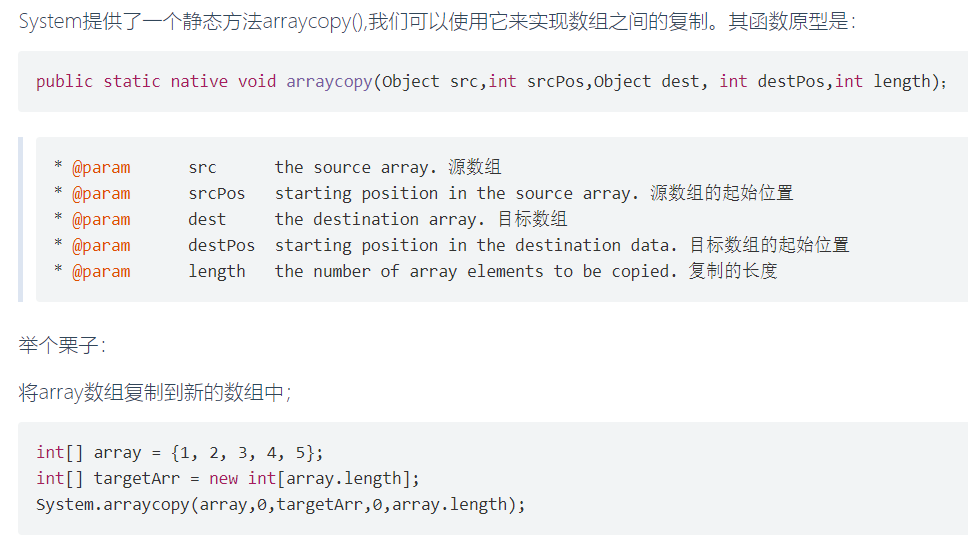 System提供了一个静态方法arraycopy(),我们可以使用它来实现数组之间的复制。其函数原型是：
public static native void arraycopy(Object src,int srcPos,Object dest, int destPos,int length);
* @param      src      the source array. 源数组
* @param      srcPos   starting position in the source array. 源数组的起始位置
* @param      dest     the destination array. 目标数组
* @param      destPos  starting position in the destination data. 目标数组的起始位置
* @param      length   the number of array elements to be copied. 复制的长度
举个栗子：
将array数组复制到新的数组中；
int[] array = {1, 2, 3, 4, 5};
int[] targetArr = new int[array.length];
System.arraycopy(array,0,targetArr,0,array.length);